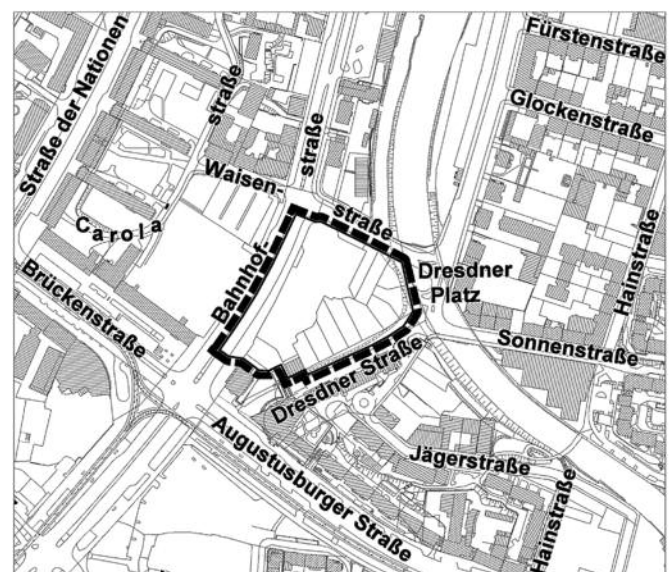 Fürstenstraße
Straße der Nationen
straße
Glockenstraße
straße
Waisen-
straße
Carola
Bahnhof
Dresdner
Platz
Hainstraße
Brückenstraße
Sonnenstraße
Dresdner Straße
Augustusburger Straße
Jägerstraße
Hainstraße